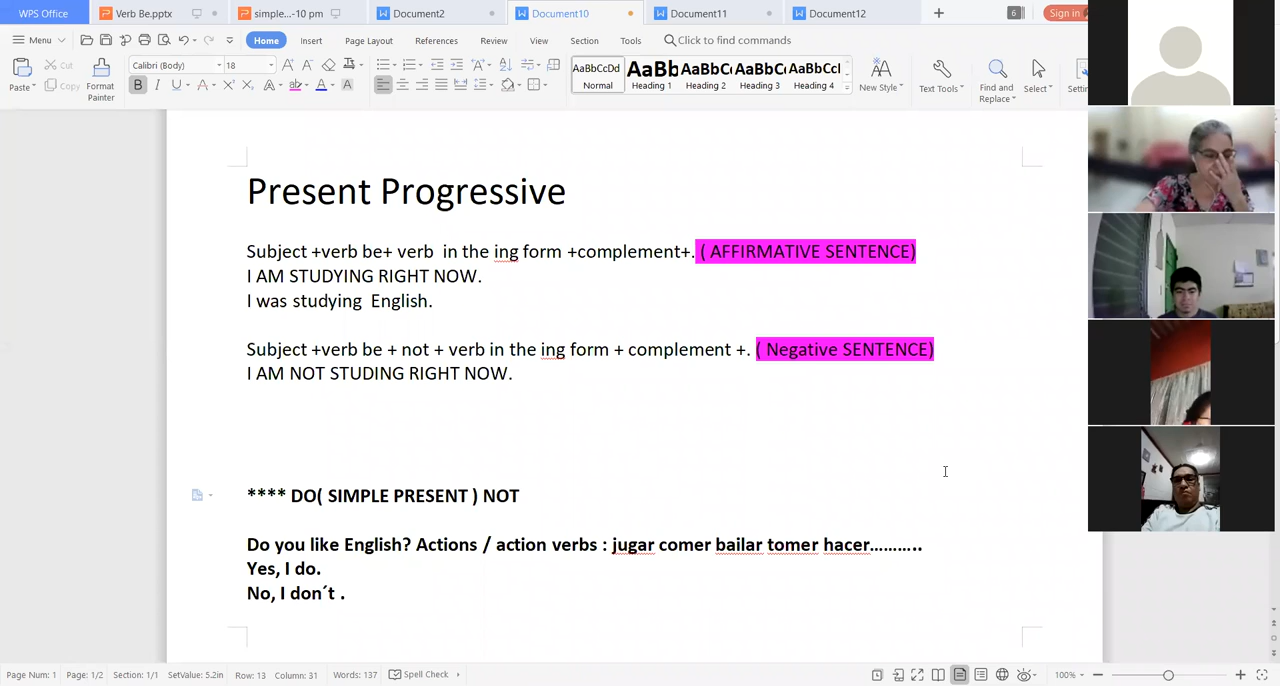 WPS Office
Verb Be.pptx
simple...-10 pm
Document2
Document10
Document11
Document12
6
Sign in
Menu
Home
Insert
Page Layout
References
Review
View
Section
Tools
Click to find commands
Paste
Cut
Copy
Format Painter
Calibri (Body)
18
AaBbCcDd
Normal
AaBb
Heading 1
AaBbC
Heading 2
AaBbC
Heading 3
AaBbCcl
Heading 4
New Style
Text Tools
Find and Replace
Select
Present Progressive
Subject +verb be+ verb in the ing form +complement+. ( AFFIRMATIVE SENTENCE)
I AM STUDYING RIGHT NOW.
I was studying English.
Subject +verb be + not + verb in the ing form + complement +. ( Negative SENTENCE)
I AM NOT STUDING RIGHT NOW.
**** DO( SIMPLE PRESENT ) NOT
Do you like English? Actions / action verbs : jugar comer bailar tomer hacer………..
Yes, I do.
No, I don´t .
Page Num: 1 Page: 1/2 Section: 1/1 SetValue: 5.2in Row: 13 Column: 31 Words: 137 Spell Check 100%